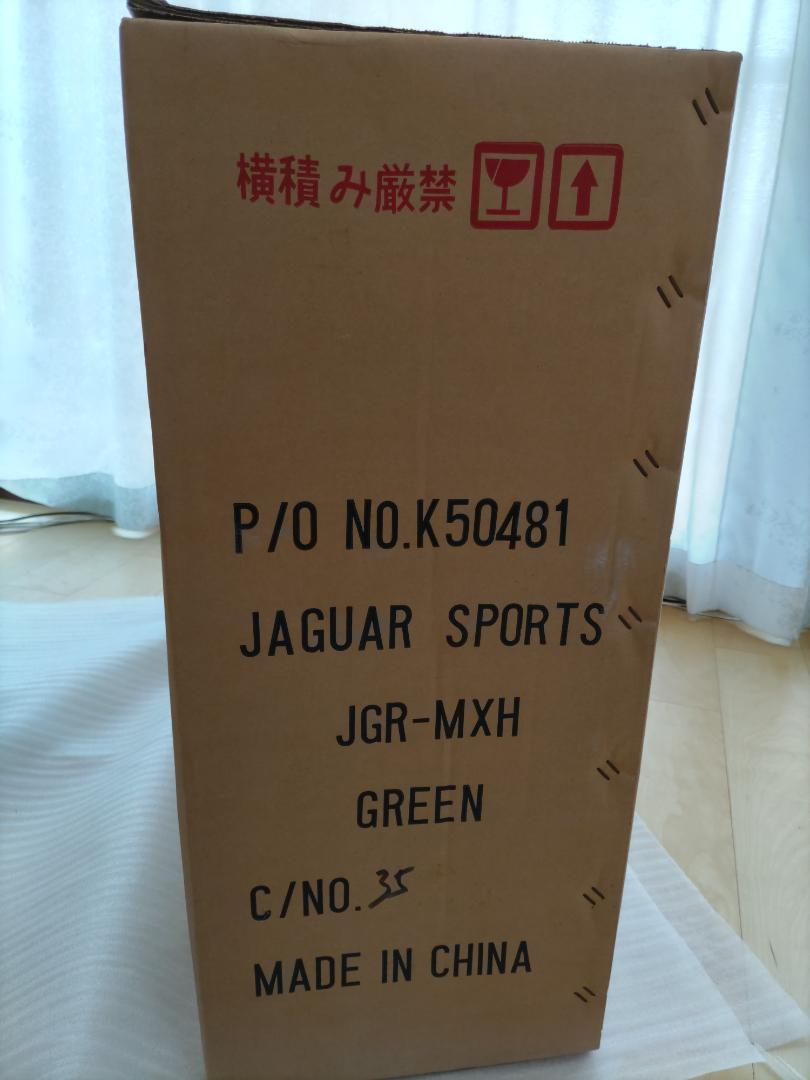 横積み厳禁
P/O NO.K50481
JAGUAR SPORTS
JGR-MXH
GREEN
C/NO.35
MADE IN CHINA